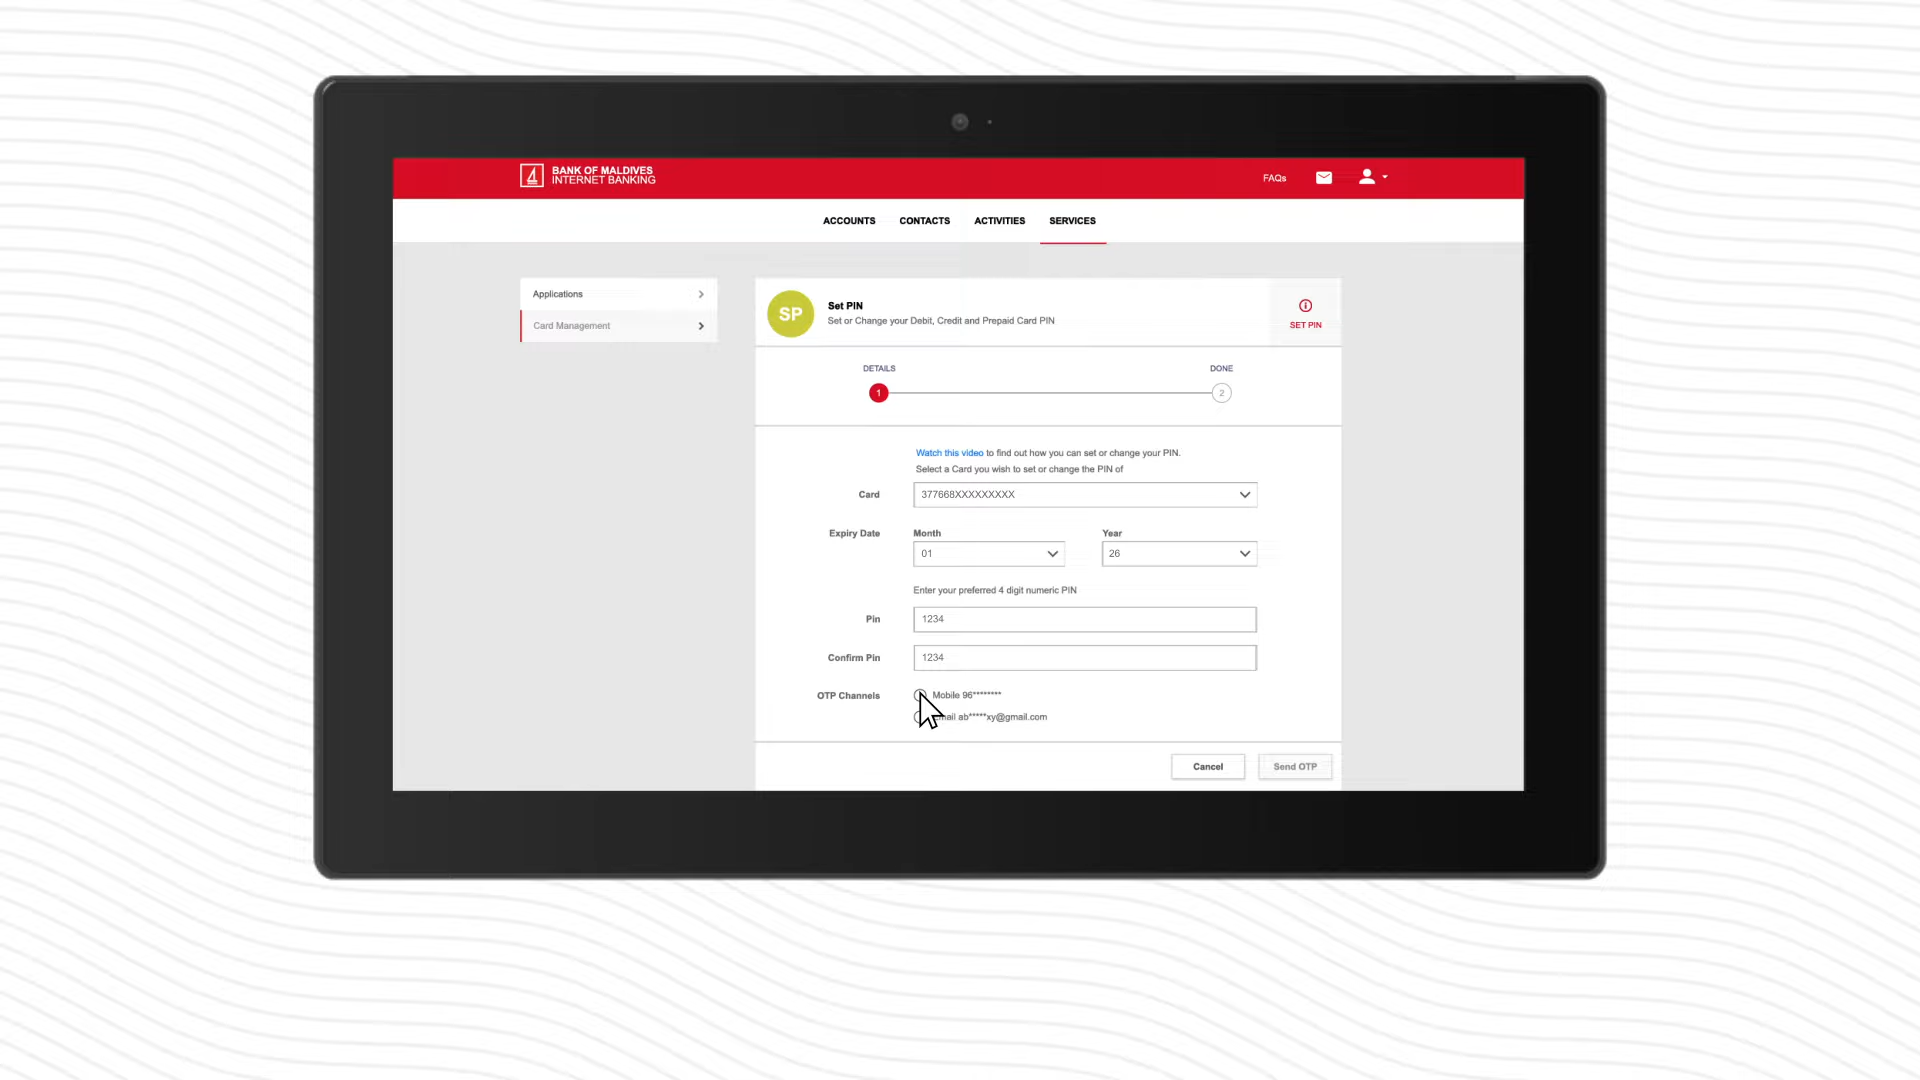 BANK OF MALDIVES
INTERNET BANKING
FAQs
ACCOUNTS CONTACTS ACTIVITIES SERVICES
Applications
Card Management
SP
Set PIN
Set or Change your Debit, Credit and Prepaid Card PIN
SET PIN
DETAILS DONE
1 2
Watch this video to find out how you can set or change your PIN.
Select a Card you wish to set or change the PIN of
Card 377668XXXXXXXXX
Expiry Date Month Year
01 26
Enter your preferred 4 digit numeric PIN
Pin 1234
Confirm Pin 1234
OTP Channels Mobile 96********
ab*****xy@gmail.com
Cancel Send OTP